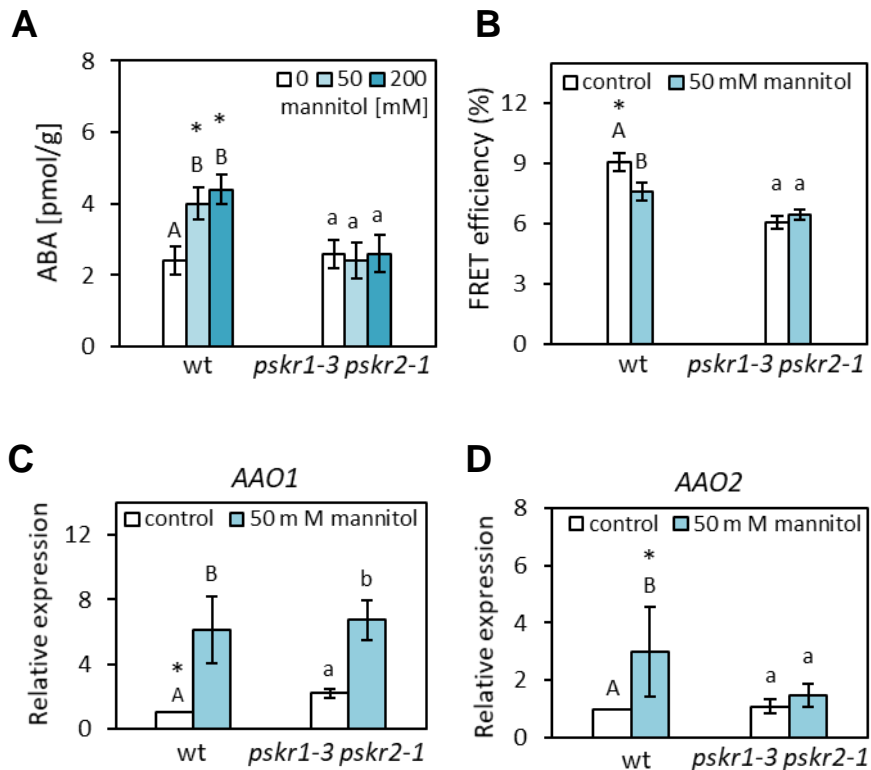 A
ABA [pmol/g]
8
6
4
2
0
0 50 200
mannitol [mM]
A
*
B
*
B
a
a
a
wt
pskr1-3 pskr2-1
B
FRET efficiency (%)
12
9
6
3
0
control 50 mM mannitol
*
A
B
a
a
wt
pskr1-3 pskr2-1
C
AAO1
Relative expression
12
8
4
0
control 50 m M mannitol
*
A
B
a
b
wt
pskr1-3 pskr2-1
D
AAO2
Relative expression
8
6
4
2
0
control 50 m M mannitol
A
*
B
a
a
wt
pskr1-3 pskr2-1